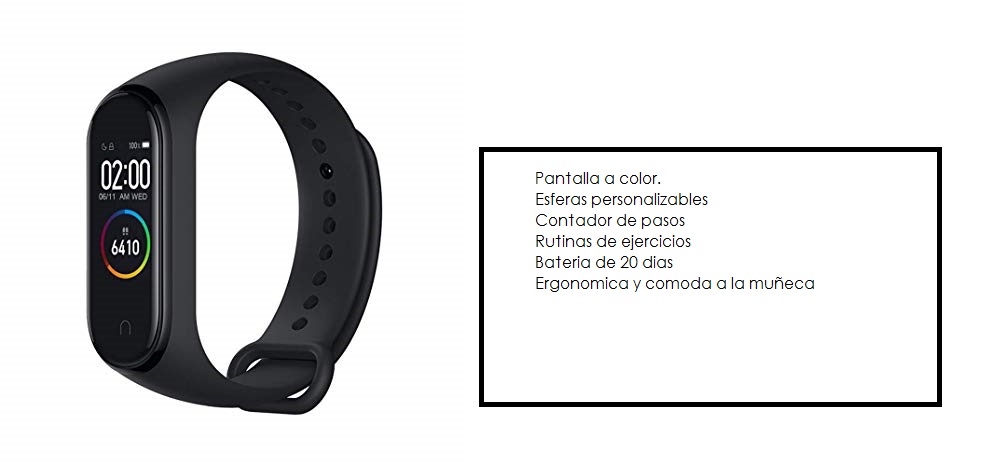 100%
02:00
06/11 AM WED
6410
Pantalla a color.
Esferas personalizables
Contador de pasos
Rutinas de ejercicios
Bateria de 20 dias
Ergonomica y comoda a la muñeca